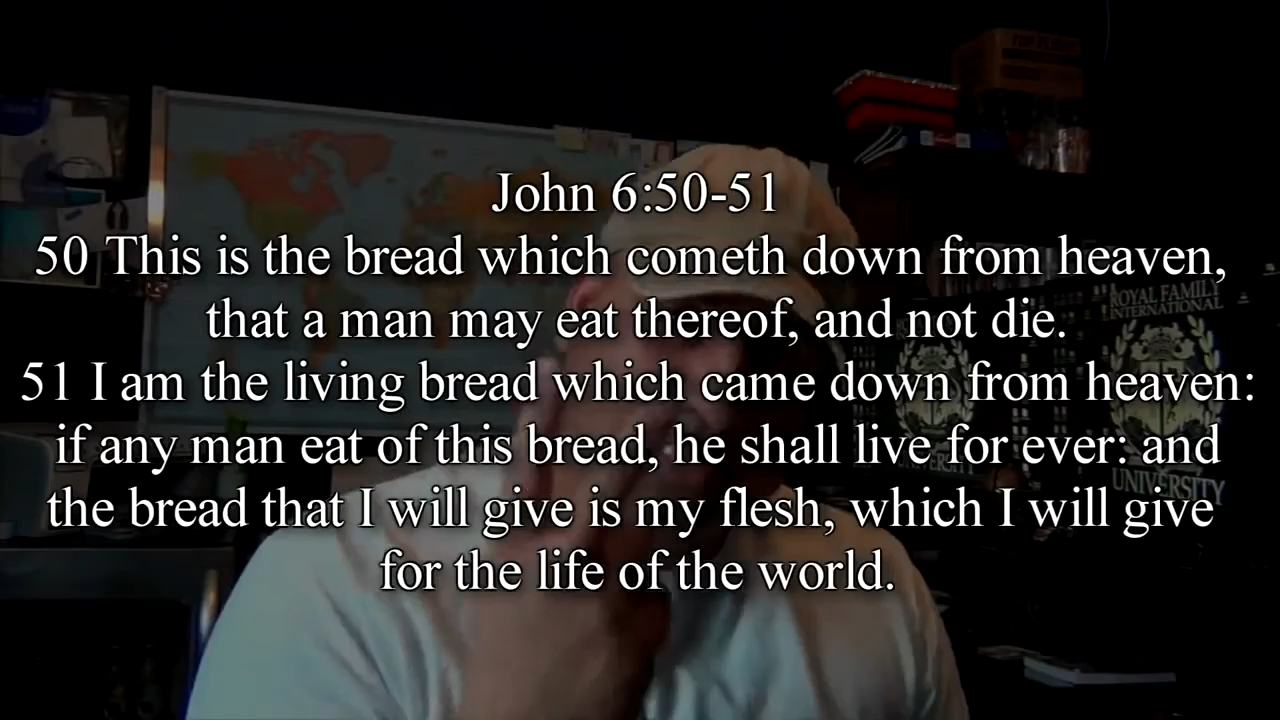 John 6:50-51
50 This is the bread which cometh down from heaven,
that a man may eat thereof, and not die.
51 I am the living bread which came down from heaven:
if any man eat of this bread, he shall live for ever: and
the bread that I will give is my flesh, which I will give
for the life of the world.
ROYAL FAMILY
INTERNATIONAL
UNIVERSITY
UNIVERSITY